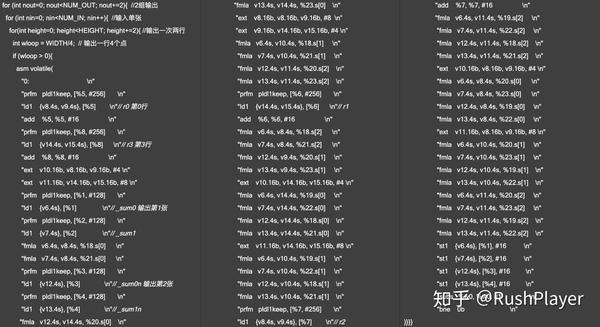 for (int nout=0; nout<NUM_OUT; nout+=2){ //2组输出
for (int nin=0; nin<NUM_IN; nin++){ //输入单张
for(int height=0; height<HEIGHT; height+=2){ //输出一次两行
int wloop = WIDTH/4; // 输出一行4个点
if (wloop > 0){
asm volatile(
"0: \n"
"prfm pldl1keep, [%5, #256] \n"
"ld1 {v8.4s, v9.4s}, [%5] \n"// r0 第0行
"add %5, %5, #16 \n"
"prfm pldl1keep, [%8, #256] \n"
"ld1 {v14.4s, v15.4s}, [%8] \n"// r3 第3行
"add %8, %8, #16 \n"
"ext v10.16b, v8.16b, v9.16b, #4 \n"
"ext v11.16b, v14.16b, v15.16b, #8 \n"
"prfm pldl1keep, [%1, #128] \n"
"ld1 {v6.4s}, [%1] \n"//_sum0 输出第1张
"prfm pldl1keep, [%2, #128] \n"
"ld1 {v7.4s}, [%2] \n"//_sum1
"fmla v6.4s, v8.4s, %18.s[0] \n"
"fmla v7.4s, v8.4s, %21.s[0] \n"
"prfm pldl1keep, [%3, #128] \n"
"ld1 {v12.4s}, [%3] \n"//_sum0n 输出第2张
"prfm pldl1keep, [%4, #128] \n"
"ld1 {v13.4s}, [%4] \n"//_sum1n
"fmla v12.4s, v14.4s, %20.s[0] \n"
"fmla v13.4s, v14.4s, %23.s[0] \n"
"ext v8.16b, v8.16b, v9.16b, #8 \n"
"ext v9.16b, v14.16b, v15.16b, #4 \n"
"fmla v6.4s, v10.4s, %18.s[1] \n"
"fmla v7.4s, v10.4s, %21.s[1] \n"
"fmla v12.4s, v11.4s, %20.s[2] \n"
"fmla v13.4s, v11.4s, %23.s[2] \n"
"prfm pldl1keep, [%6, #256] \n"
"ld1 {v14.4s, v15.4s}, [%6] \n"// r1
"add %6, %6, #16 \n"
"fmla v6.4s, v8.4s, %18.s[2] \n"
"fmla v7.4s, v8.4s, %21.s[2] \n"
"fmla v12.4s, v9.4s, %20.s[1] \n"
"fmla v13.4s, v9.4s, %23.s[1] \n"
"ext v10.16b, v14.16b, v15.16b, #4 \n"
"fmla v6.4s, v14.4s, %19.s[0] \n"
"fmla v7.4s, v14.4s, %22.s[0] \n"
"fmla v12.4s, v14.4s, %18.s[0] \n"
"fmla v13.4s, v14.4s, %21.s[0] \n"
"ext v11.16b, v14.16b, v15.16b, #8 \n"
"fmla v6.4s, v10.4s, %19.s[1] \n"
"fmla v7.4s, v10.4s, %22.s[1] \n"
"fmla v12.4s, v10.4s, %18.s[1] \n"
"fmla v13.4s, v10.4s, %21.s[1] \n"
"prfm pldl1keep, [%7, #256] \n"
"ld1 {v8.4s, v9.4s}, [%7] \n"// r2
"add %7, %7, #16 \n"
"fmla v6.4s, v11.4s, %19.s[2] \n"
"fmla v7.4s, v11.4s, %22.s[2] \n"
"fmla v12.4s, v11.4s, %18.s[2] \n"
"fmla v13.4s, v11.4s, %21.s[2] \n"
"fmla v6.4s, v8.4s, %20.s[0] \n"
"fmla v7.4s, v8.4s, %23.s[0] \n"
"fmla v12.4s, v8.4s, %19.s[0] \n"
"fmla v13.4s, v8.4s, %22.s[0] \n"
"ext v11.16b, v8.16b, v9.16b, #8 \n"
"fmla v6.4s, v10.4s, %20.s[1] \n"
"fmla v7.4s, v10.4s, %23.s[1] \n"
"fmla v12.4s, v10.4s, %19.s[1] \n"
"fmla v13.4s, v10.4s, %22.s[1] \n"
"fmla v6.4s, v11.4s, %20.s[2] \n"
"fmla v7.4s, v11.4s, %23.s[2] \n"
"fmla v12.4s, v11.4s, %19.s[2] \n"
"fmla v13.4s, v11.4s, %22.s[2] \n"
"st1 {v6.4s}, [%1], #16 \n"
"st1 {v7.4s}, [%2], #16 \n"
"st1 {v12.4s}, [%3], #16 \n"
"st1 {v13.4s}, [%4], #16 \n"
"bne 0b \n"
)}}}
知乎 @RushPlayer